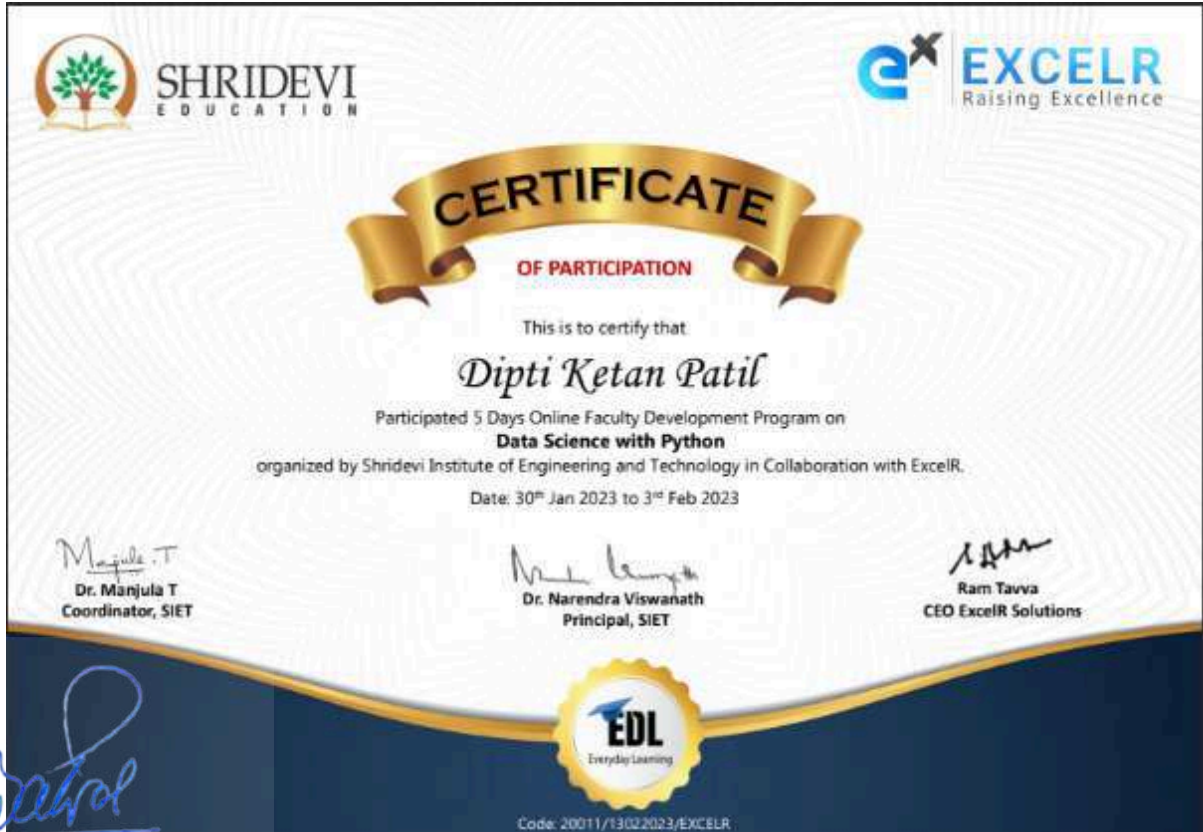 SHRIDEVI
EDUCATION
ex EXCELR
Raising Excellence
CERTIFICATE
OF PARTICIPATION
This is to certify that
Dipti Ketan Patil
Participated 5 Days Online Faculty Development Program on
Data Science with Python
organized by Shridevi Institute of Engineering and Technology in Collaboration with ExcelR.
Date: 30th Jan 2023 to 3rd Feb 2023
Manjula .T
Dr. Manjula T
Coordinator, SIET
Dr. Narendra Viswanath
Principal, SIET
Ram Tavva
CEO ExcelR Solutions
EDL
Everyday Learning
Code: 20011/13022023/EXCELR